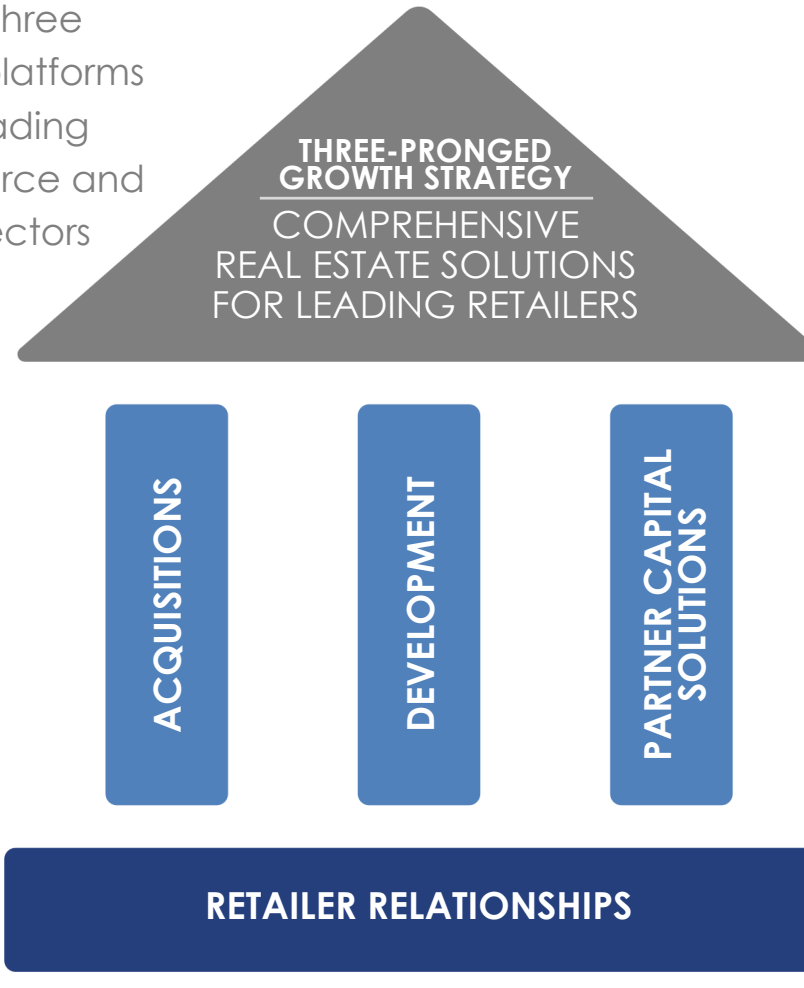 hree
latforms
ading
rce and
ectors
THREE-PRONGED
GROWTH STRATEGY
COMPREHENSIVE
REAL ESTATE SOLUTIONS
FOR LEADING RETAILERS
ACQUISITIONS
DEVELOPMENT
PARTNER CAPITAL
SOLUTIONS
RETAILER RELATIONSHIPS